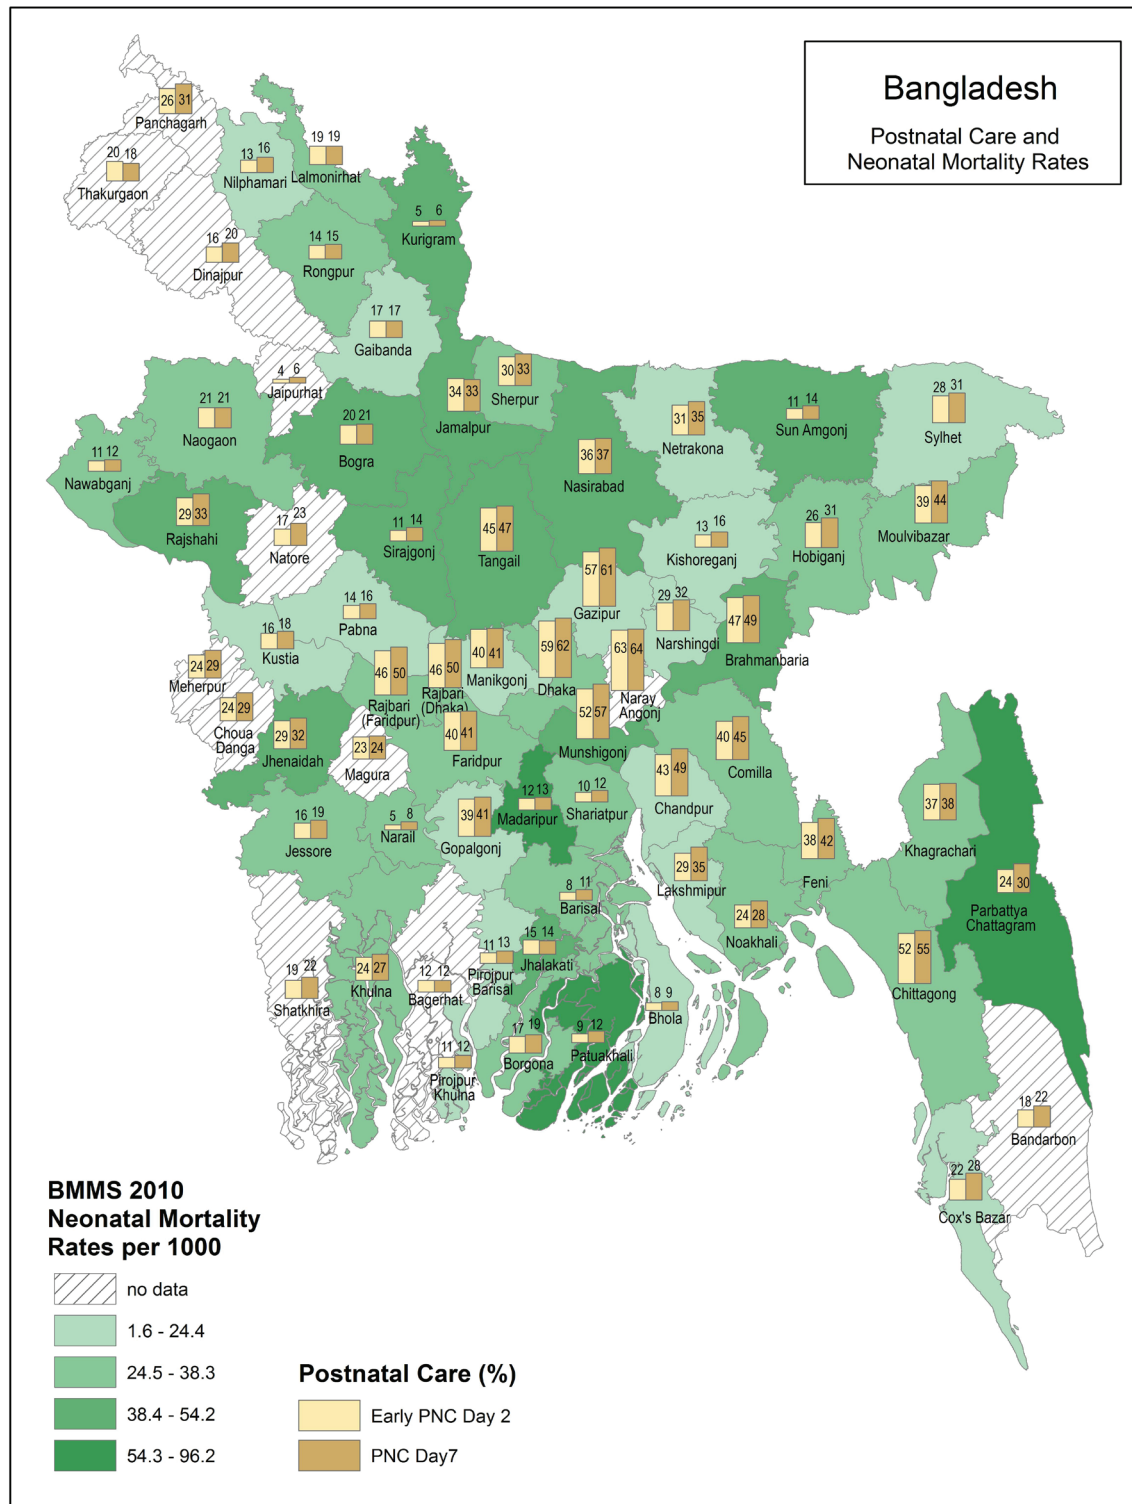 Bangladesh
Postnatal Care and
Neonatal Mortality Rates
26 31
Panchagarh
20 18
Thakurgaon
13 16
Nilphamari
19 19
Lalmonirhat
5 6
Kurigram
16 20
Dinajpur
14 15
Rongpur
17 17
Gaibanda
4 6
Jaipurhat
34 33
Jamalpur
30 33
Sherpur
21 21
Naogaon
20 21
Bogra
31 35
Netrakona
11 14
Sun Amgonj
28 31
Sylhet
11 12
Nawabganj
36 37
Nasirabad
29 33
Rajshahi
17 23
Natore
11 14
Sirajgonj
45 47
Tangail
13 16
Kishoreganj
26 31
Hobiganj
39 44
Moulvibazar
57 61
Gazipur
14 16
Pabna
29 32
Narshingdi
47 49
Brahmanbaria
16 18
Kustia
24 29
Meherpur
46 50
Rajbari
(Faridpur)
46 50
Rajbari
(Dhaka)
40 41
Manikgonj
59 62
Dhaka
63 64
Naray
Angonj
24 29
Choua
Danga
29 32
Jhenaidah
23 24
Magura
40 41
Faridpur
52 57
Munshigonj
40 45
Comilla
43 49
Chandpur
16 19
Jessore
5 8
Narail
39 41
Gopalgonj
12 13
Madaripur
10 12
Shariatpur
37 38
Khagrachari
38 42
Feni
29 35
Lakshmipur
24 28
Noakhali
24 30
Parbattya
Chattagram
8 11
Barisal
15 14
Jhalakati
11 13
Pirojpur
Barisal
19 22
Shatkhira
24 27
Khulna
12 12
Bagerhat
52 55
Chittagong
8 9
Bhola
17 19
Borgona
9 12
Patuakhali
11 12
Pirojpur
Khulna
18 22
Bandarbon
22 28
Cox's Bazar
BMMS 2010
Neonatal Mortality
Rates per 1000
no data
1.6 - 24.4
24.5 - 38.3
38.4 - 54.2
54.3 - 96.2
Postnatal Care (%)
Early PNC Day 2
PNC Day7